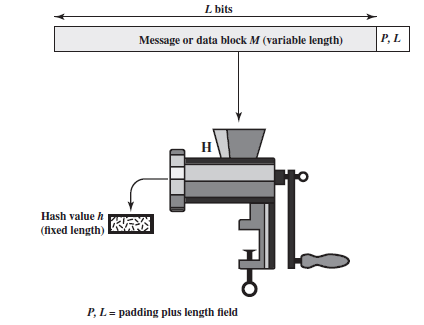 L bits
Message or data block M (variable length)
P, L
H
Hash value h
(fixed length)
P, L = padding plus length field